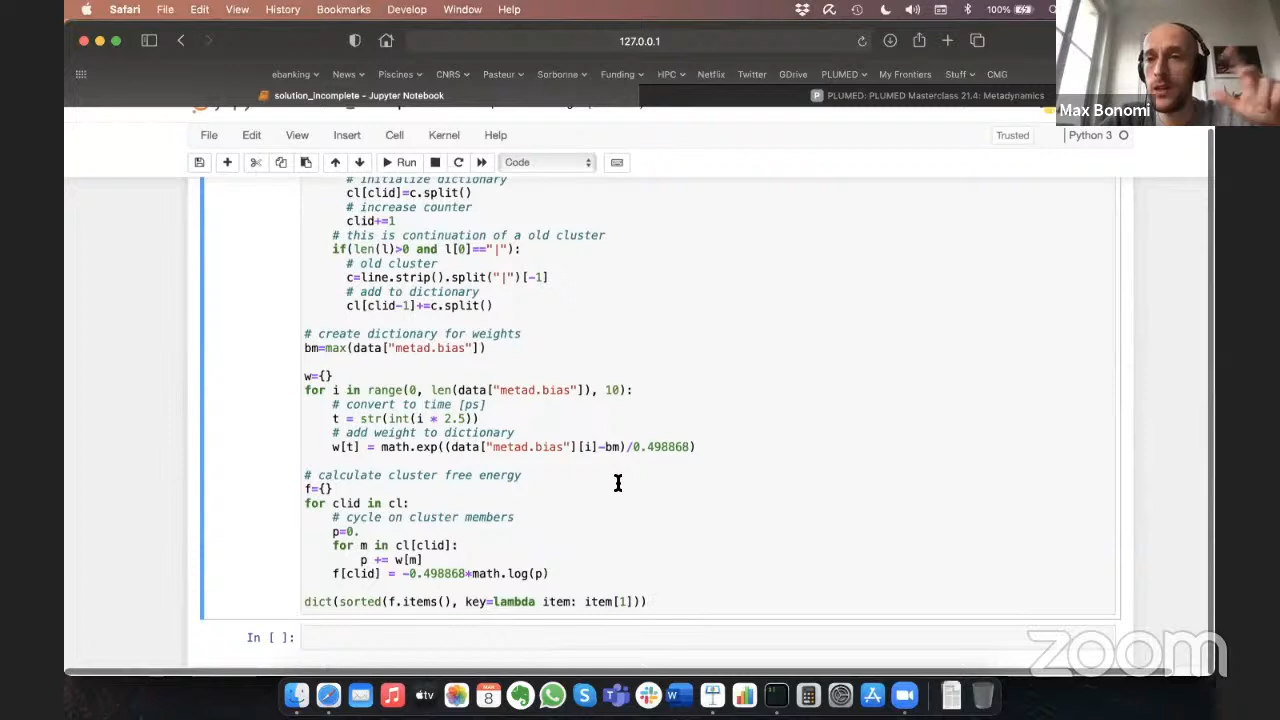 Safari File Edit View History Bookmarks Develop Window Help 100%
127.0.0.1
ebanking News Piscines CNRS Pasteur Sorbonne Funding HPC Netflix Twitter GDrive PLUMED My Frontiers Stuff CMG
solution_incomplete - Jupyter Notebook P PLUMED: PLUMED Masterclass 21.4: Metadynamics
Max Bonomi
File Edit View Insert Cell Kernel Help Trusted Python 3
Run Code
# initialize dictionary
cl[clid]=c.split()
# increase counter
clid+=1
# this is continuation of a old cluster
if(len(l)>0 and l[0]=="|"):
# old cluster
c=line.strip().split("|")[-1]
# add to dictionary
cl[clid-1]+=c.split()
# create dictionary for weights
bm=max(data["metad.bias"])
w={}
for i in range(0, len(data["metad.bias"]), 10):
# convert to time [ps]
t = str(int(i * 2.5))
# add weight to dictionary
w[t] = math.exp((data["metad.bias"][i]-bm)/0.498868)
# calculate cluster free energy
f={}
for clid in cl:
# cycle on cluster members
p=0.
for m in cl[clid]:
p += w[m]
f[clid] = -0.498868*math.log(p)
dict(sorted(f.items(), key=lambda item: item[1]))
In [ ]:
zoom
tv MAR 8